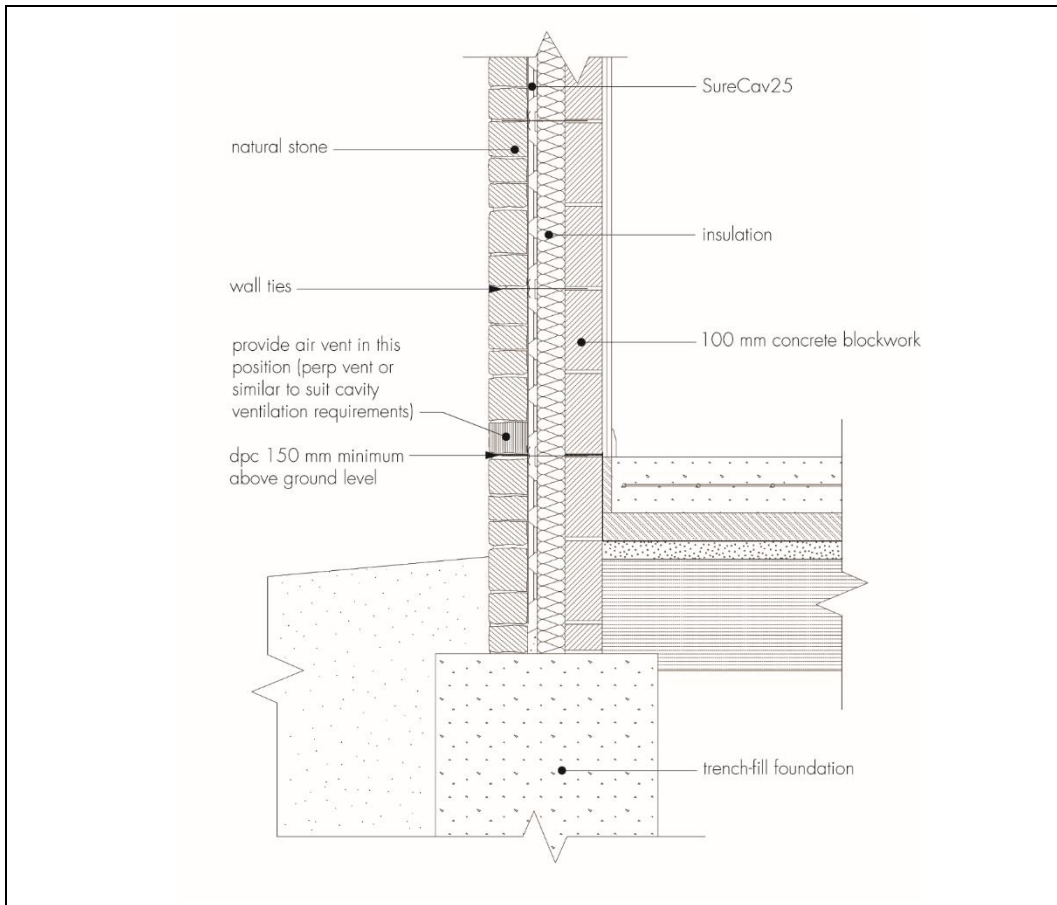 SureCav25
natural stone
insulation
wall ties
100 mm concrete blockwork
provide air vent in this
position (perp vent or
similar to suit cavity
ventilation requirements)
dpc 150 mm minimum
above ground level
trench-fill foundation